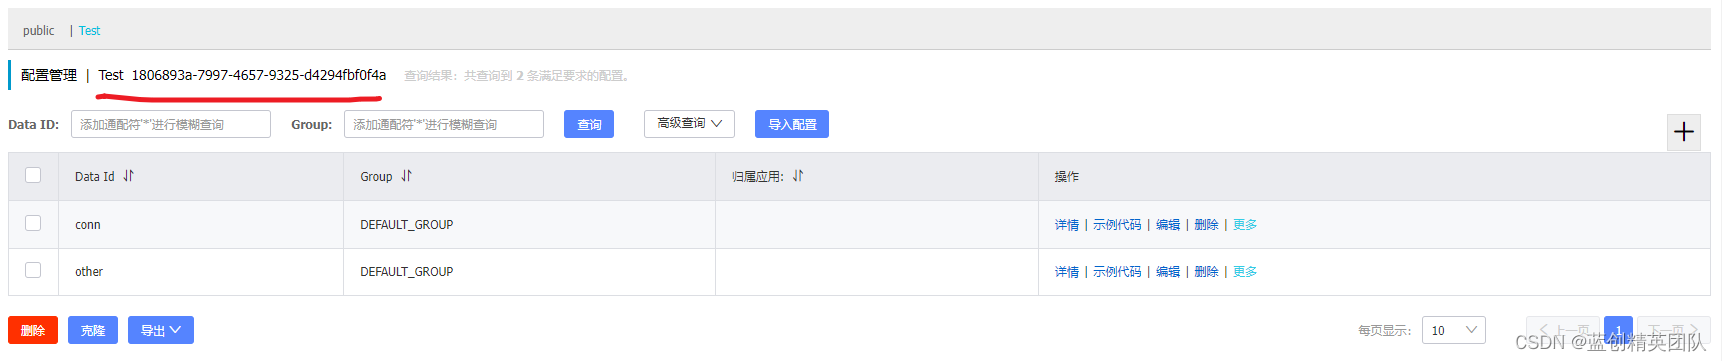 public | Test
配置管理 | Test 1806893a-7997-4657-9325-d4294fbf0f4a 查询结果：共查询到 2 条满足要求的配置。
Data ID: 添加通配符'*'进行模糊查询 Group: 添加通配符'*'进行模糊查询 查询 高级查询 导入配置
Data Id Group 归属应用: 操作
conn DEFAULT_GROUP 详情 | 示例代码 | 编辑 | 删除 | 更多
other DEFAULT_GROUP 详情 | 示例代码 | 编辑 | 删除 | 更多
删除 克隆 导出 每页显示: 10 上一页 1 下一页
CSDN @蓝创精英团队